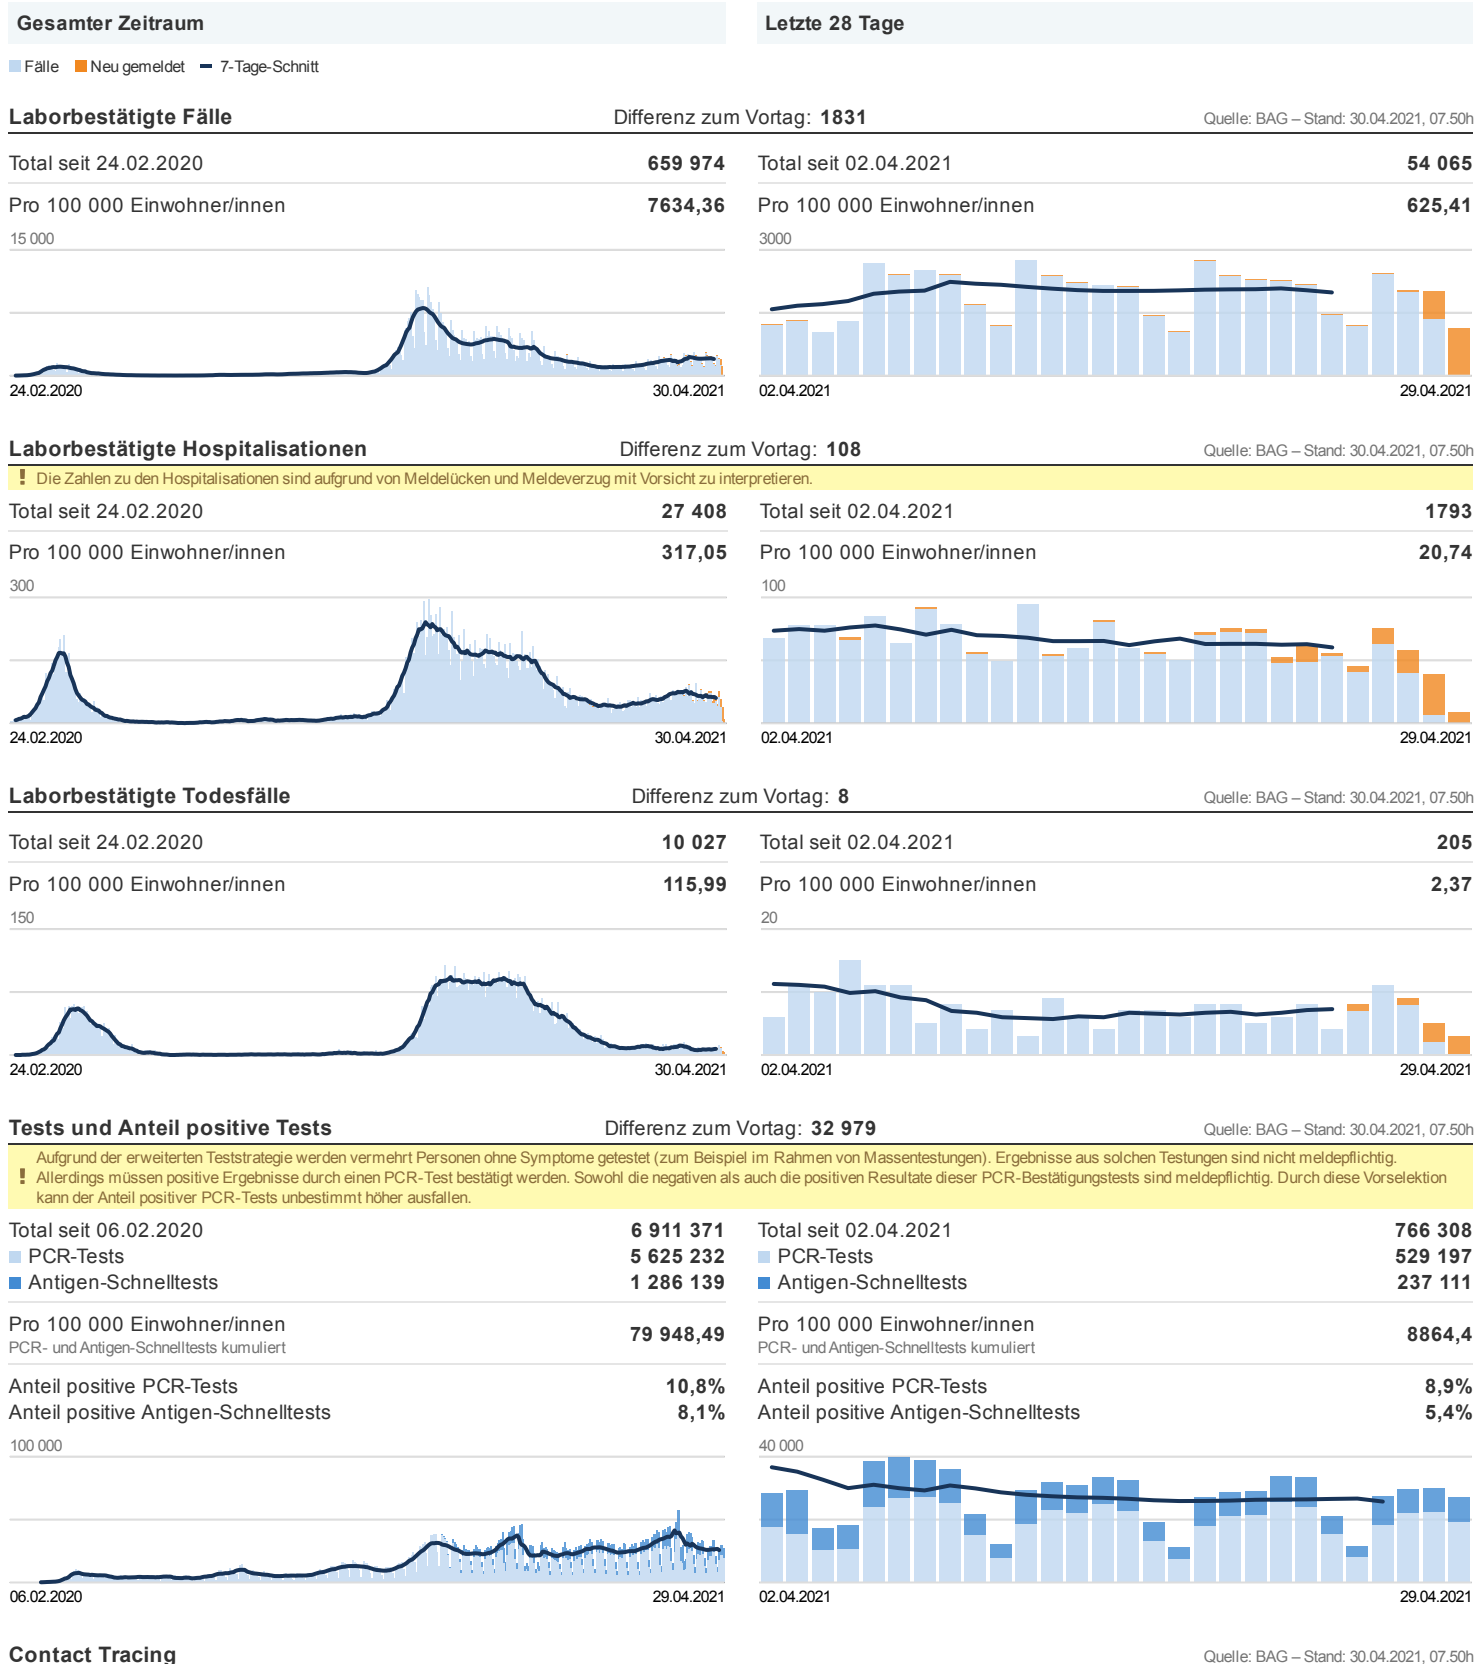 Gesamter Zeitraum
Letzte 28 Tage
Fälle Neu gemeldet 7-Tage-Schnitt
Laborbestätigte Fälle Differenz zum Vortag: 1831 Quelle: BAG – Stand: 30.04.2021, 07.50h
Total seit 24.02.2020 659 974
Pro 100 000 Einwohner/innen 7634,36
15 000
24.02.2020 30.04.2021
Total seit 02.04.2021 54 065
Pro 100 000 Einwohner/innen 625,41
3000
02.04.2021 29.04.2021
Laborbestätigte Hospitalisationen Differenz zum Vortag: 108 Quelle: BAG – Stand: 30.04.2021, 07.50h
! Die Zahlen zu den Hospitalisationen sind aufgrund von Meldelücken und Meldeverzug mit Vorsicht zu interpretieren.
Total seit 24.02.2020 27 408
Pro 100 000 Einwohner/innen 317,05
300
24.02.2020 30.04.2021
Total seit 02.04.2021 1793
Pro 100 000 Einwohner/innen 20,74
100
02.04.2021 29.04.2021
Laborbestätigte Todesfälle Differenz zum Vortag: 8 Quelle: BAG – Stand: 30.04.2021, 07.50h
Total seit 24.02.2020 10 027
Pro 100 000 Einwohner/innen 115,99
150
24.02.2020 30.04.2021
Total seit 02.04.2021 205
Pro 100 000 Einwohner/innen 2,37
20
02.04.2021 29.04.2021
Tests und Anteil positive Tests Differenz zum Vortag: 32 979 Quelle: BAG – Stand: 30.04.2021, 07.50h
Aufgrund der erweiterten Teststrategie werden vermehrt Personen ohne Symptome getestet (zum Beispiel im Rahmen von Massentestungen). Ergebnisse aus solchen Testungen sind nicht meldepflichtig.
! Allerdings müssen positive Ergebnisse durch einen PCR-Test bestätigt werden. Sowohl die negativen als auch die positiven Resultate dieser PCR-Bestätigungstests sind meldepflichtig. Durch diese Vorselektion
kann der Anteil positiver PCR-Tests unbestimmt höher ausfallen.
Total seit 06.02.2020 6 911 371
PCR-Tests 5 625 232
Antigen-Schnelltests 1 286 139
Pro 100 000 Einwohner/innen 79 948,49
PCR- und Antigen-Schnelltests kumuliert
Anteil positive PCR-Tests 10,8%
Anteil positive Antigen-Schnelltests 8,1%
100 000
06.02.2020 29.04.2021
Total seit 02.04.2021 766 308
PCR-Tests 529 197
Antigen-Schnelltests 237 111
Pro 100 000 Einwohner/innen 8864,4
PCR- und Antigen-Schnelltests kumuliert
Anteil positive PCR-Tests 8,9%
Anteil positive Antigen-Schnelltests 5,4%
40 000
02.04.2021 29.04.2021
Contact Tracing Quelle: BAG – Stand: 30.04.2021, 07.50h